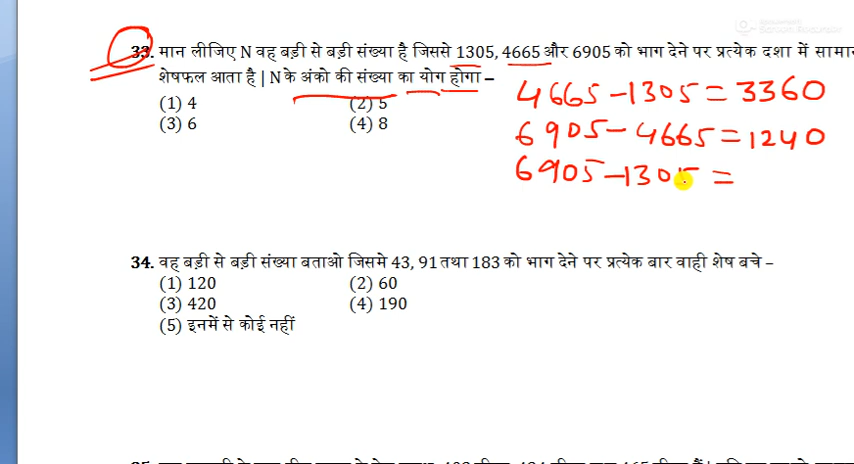 33. मान लीजिए N वह बड़ी से बड़ी संख्या है जिससे 1305, 4665 और 6905 को भाग देने पर प्रत्येक दशा में सामान
शेषफल आता है | N के अंको की संख्या का योग होगा –
(1) 4 (2) 5
(3) 6 (4) 8
4665 – 1305 = 3360
6905 – 4665 = 1240
6905 – 1305 =
34. वह बड़ी से बड़ी संख्या बताओ जिसमे 43, 91 तथा 183 को भाग देने पर प्रत्येक बार वाही शेष बचे –
(1) 120 (2) 60
(3) 420 (4) 190
(5) इनमें से कोई नहीं